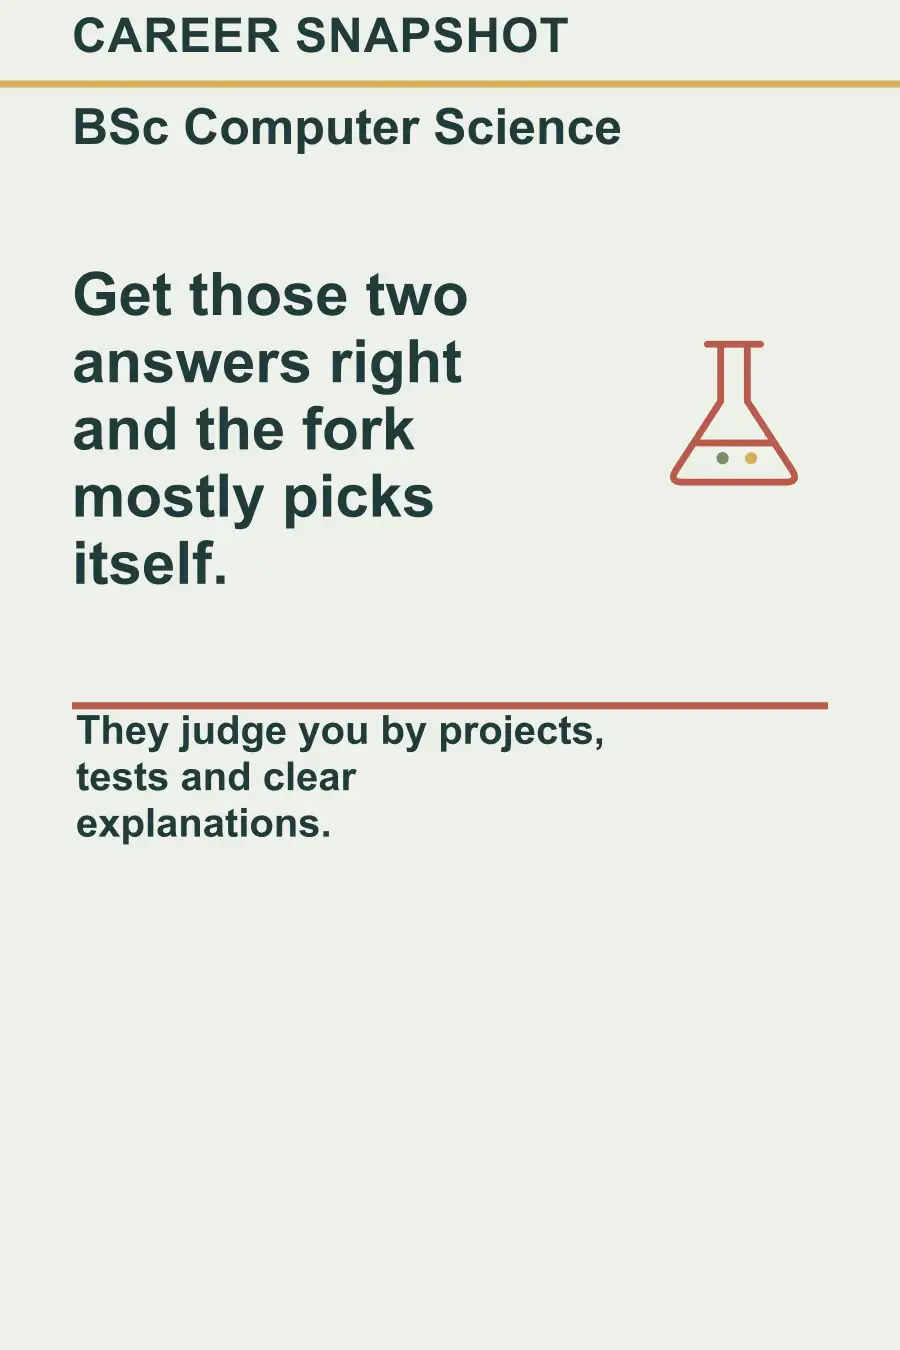 CAREER SNAPSHOT
BSc Computer Science
Get those two
answers right
and the fork
mostly picks
itself.
They judge you by projects,
tests and clear
explanations.